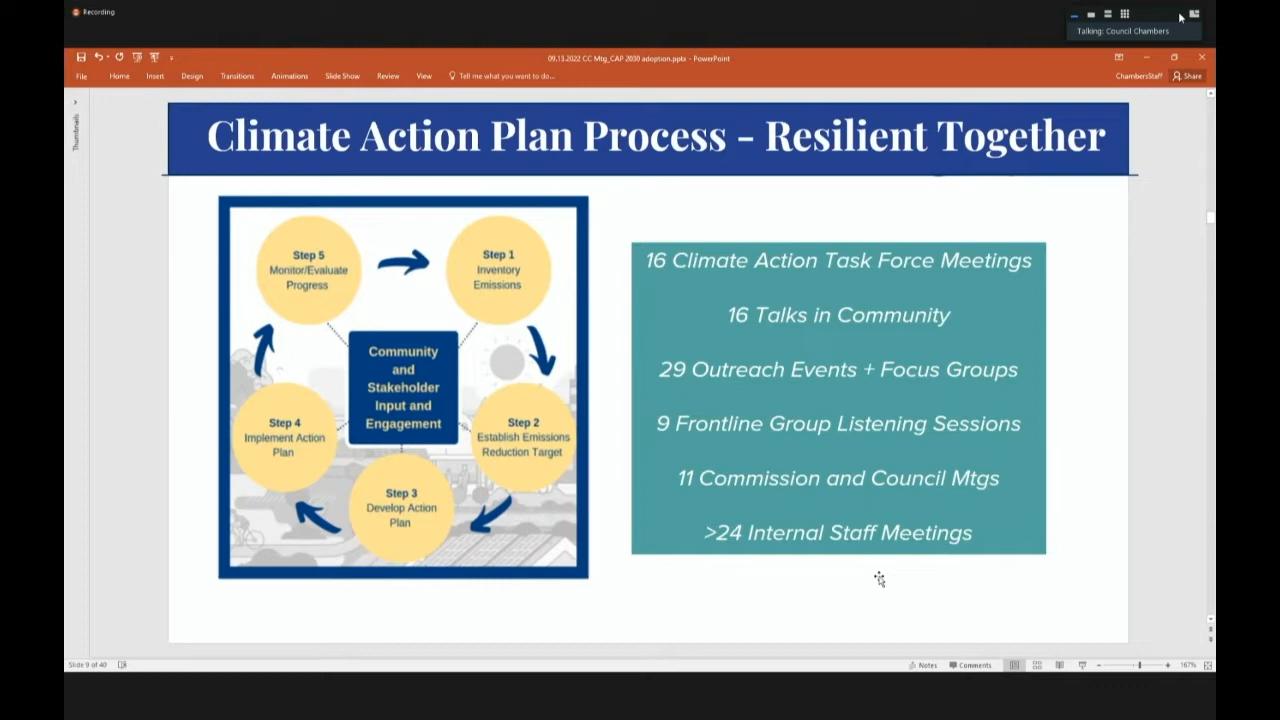 Recording
Talking: Council Chambers
09.13.2022 CC Mtg_CAP 2030 adoption.pptx - PowerPoint
File Home Insert Design Transitions Animations Slide Show Review View Tell me what you want to do... ChambersStaff Share
Thumbnails
Climate Action Plan Process - Resilient Together
Step 5
Monitor/Evaluate
Progress
Step 1
Inventory
Emissions
Community
and
Stakeholder
Input and
Engagement
Step 4
Implement Action
Plan
Step 2
Establish Emissions
Reduction Target
Step 3
Develop Action
Plan
16 Climate Action Task Force Meetings
16 Talks in Community
29 Outreach Events + Focus Groups
9 Frontline Group Listening Sessions
11 Commission and Council Mtgs
>24 Internal Staff Meetings
Slide 9 of 40 Notes Comments 167%